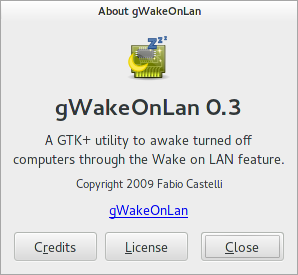 About gWakeOnLan
zzz
gWakeOnLan 0.3
A GTK+ utility to awake turned off
computers through the Wake on LAN feature.
Copyright 2009 Fabio Castelli
gWakeOnLan
Credits
License
Close